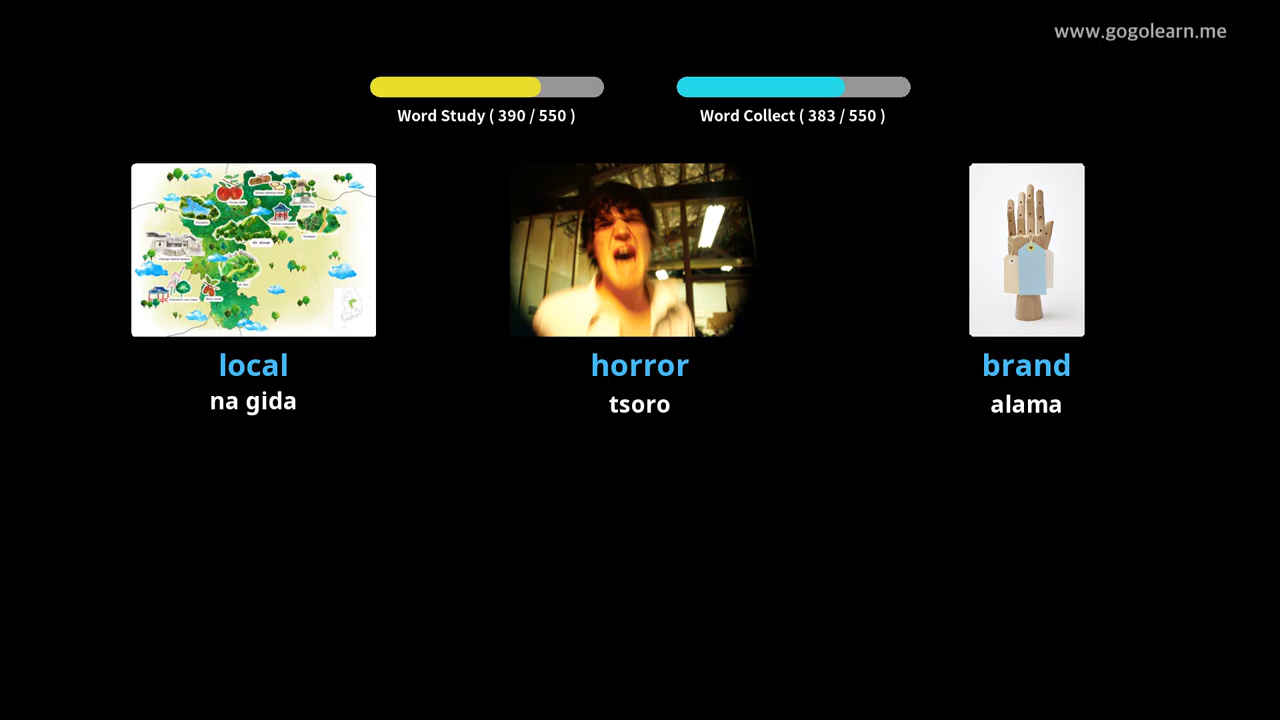 www.gogolearn.me
Word Study ( 390 / 550 )
Word Collect ( 383 / 550 )
local
horror
brand
na gida
tsoro
alama